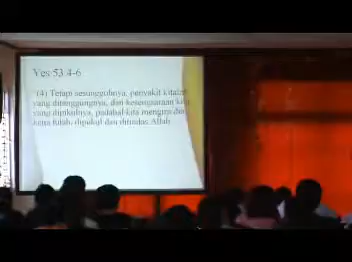 Yes 53:4-6
(4) Tetapi sesungguhnya, penyakit kitalah
yang ditanggungnya, dan kesengsaraan kita
yang dipikulnya, padahal kita mengira dia
kena tulah, dipukul dan ditindas Allah